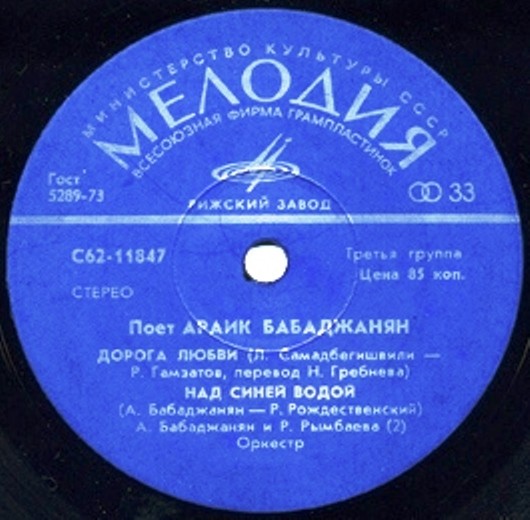 МИНИСТЕРСТВО КУЛЬТУРЫ СССР
МЕЛОДИЯ
ВСЕСОЮЗНАЯ ФИРМА ГРАМПЛАСТИНОК
Гост
5289-73
33
РИЖСКИЙ ЗАВОД
С62-11847
Третья группа
Цена 85 коп.
СТЕРЕО
Поет АРАИК БАБАДЖАНЯН
ДОРОГА ЛЮБВИ (Л. Самадбегишвили —
Р. Гамзатов, перевод Н. Гребнева)
НАД СИНЕЙ ВОДОЙ
(А. Бабаджанян — Р. Рождественский)
А. Бабаджанян и Р. Рымбаева (2)
Оркестр